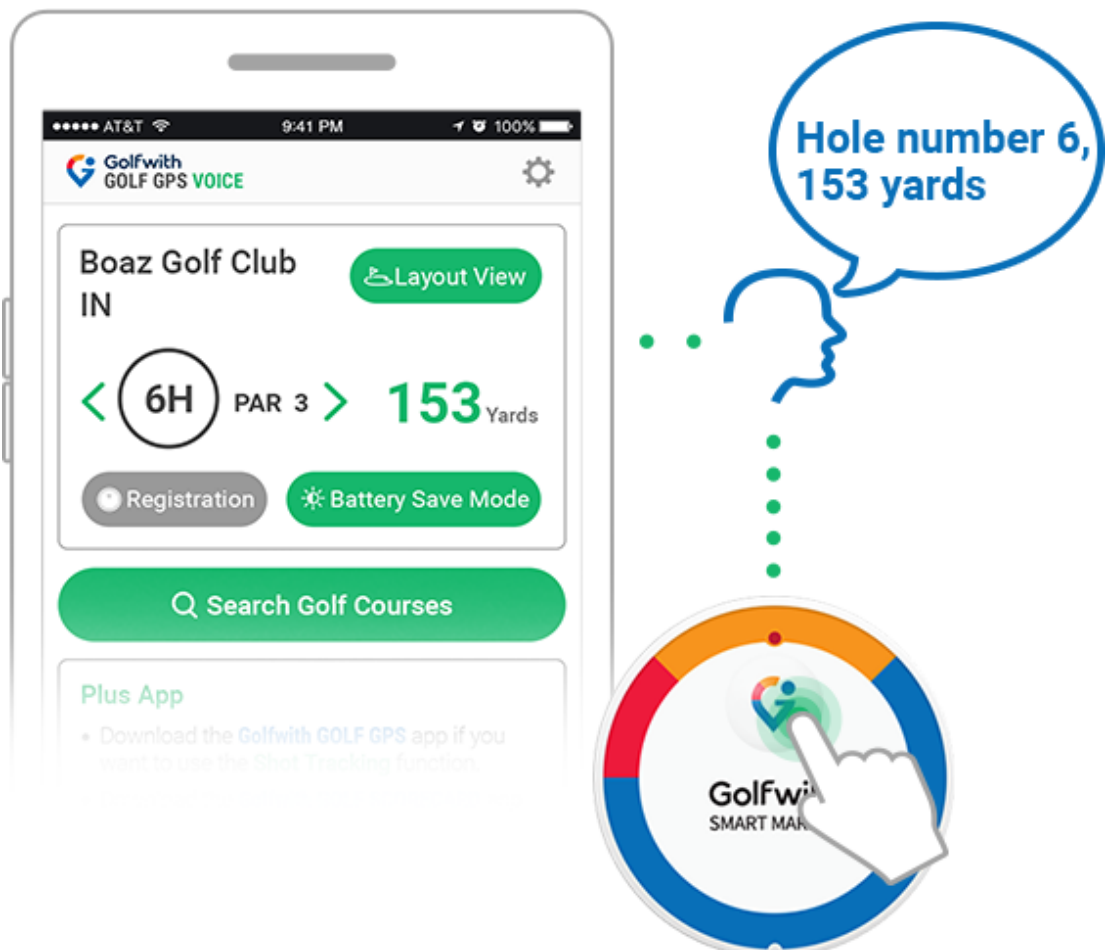 AT&T 9:41 PM 100%
Golfwith
GOLF GPS VOICE
Boaz Golf Club
IN
Layout View
6H PAR 3 153 Yards
Registration Battery Save Mode
Search Golf Courses
Plus App
• Download the Golfwith GOLF GPS app if you
want to use the Shot Tracking function.
Hole number 6,
153 yards
Golfwi
SMART MAR